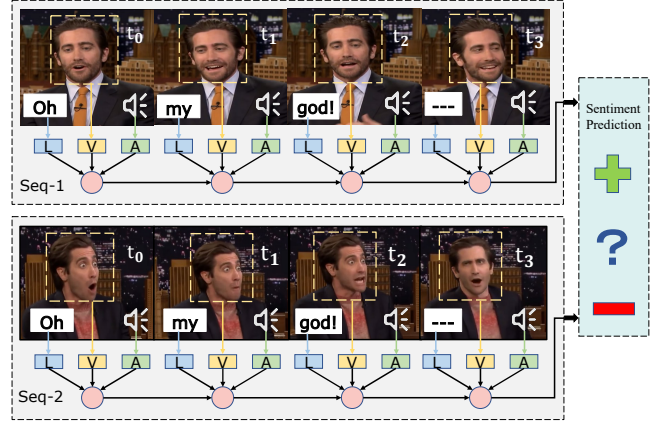 t0 t1 t2 t3
Oh my god! ---
L V A L V A L V A L V A
Seq-1
Sentiment
Prediction
?
t0 t1 t2 t3
Oh my god! ---
L V A L V A L V A L V A
Seq-2